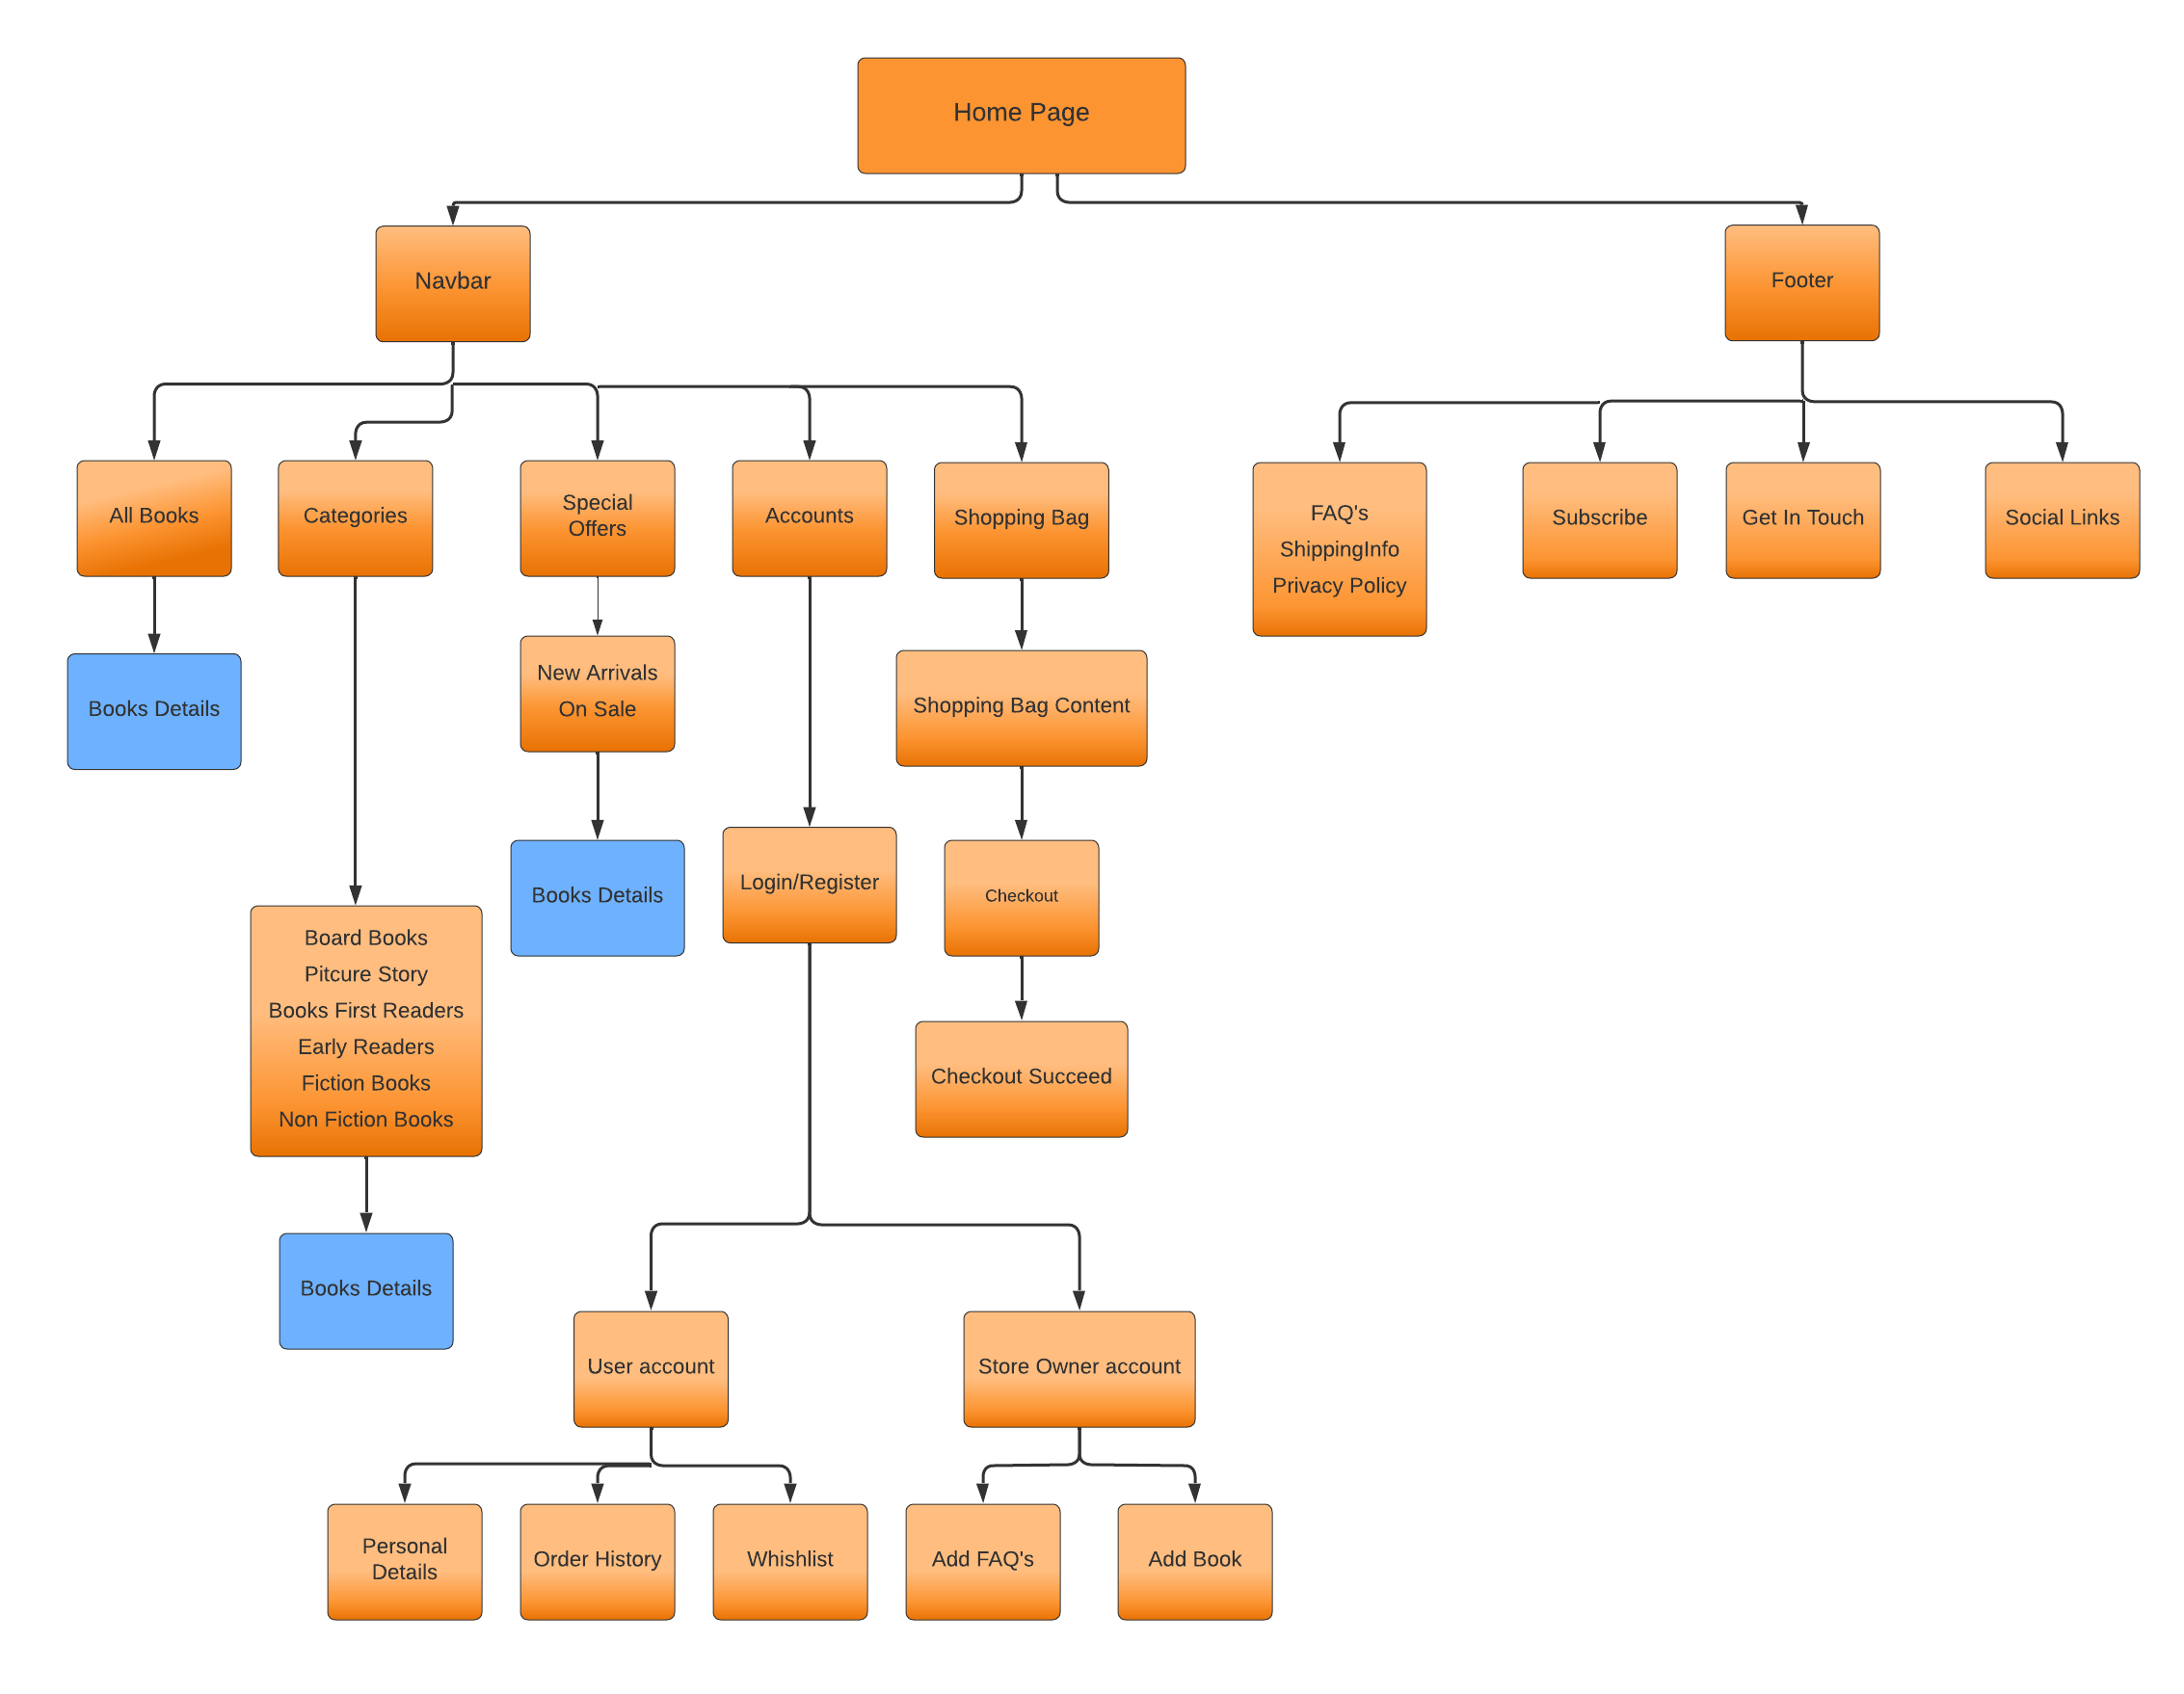 Home Page
Navbar
Footer
All Books
Categories
Special
Offers
Accounts
Shopping Bag
FAQ's
ShippingInfo
Privacy Policy
Subscribe
Get In Touch
Social Links
Books Details
New Arrivals
On Sale
Shopping Bag Content
Books Details
Login/Register
Checkout
Board Books
Pitcure Story
Books First Readers
Early Readers
Fiction Books
Non Fiction Books
Checkout Succeed
Books Details
User account
Store Owner account
Personal
Details
Order History
Whishlist
Add FAQ's
Add Book